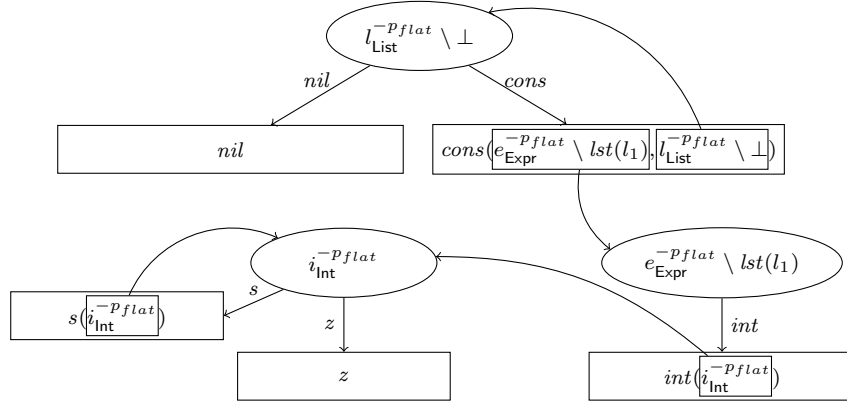 l_List^{-p_flat} \ ⊥
nil cons
nil
cons(e_Expr^{-p_flat} \ lst(l_1), l_List^{-p_flat} \ ⊥)
i_Int^{-p_flat}
e_Expr^{-p_flat} \ lst(l_1)
s
s(i_Int^{-p_flat})
z int
z
int(i_Int^{-p_flat})